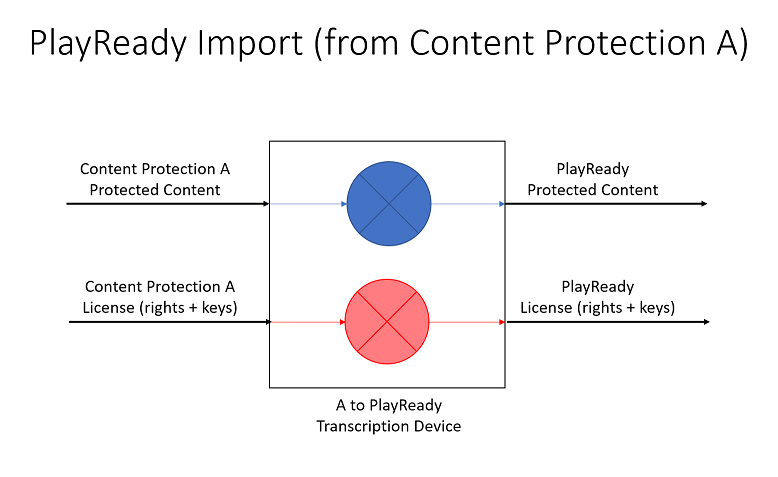 PlayReady Import (from Content Protection A)
Content Protection A
Protected Content
PlayReady
Protected Content
Content Protection A
License (rights + keys)
PlayReady
License (rights + keys)
A to PlayReady
Transcription Device